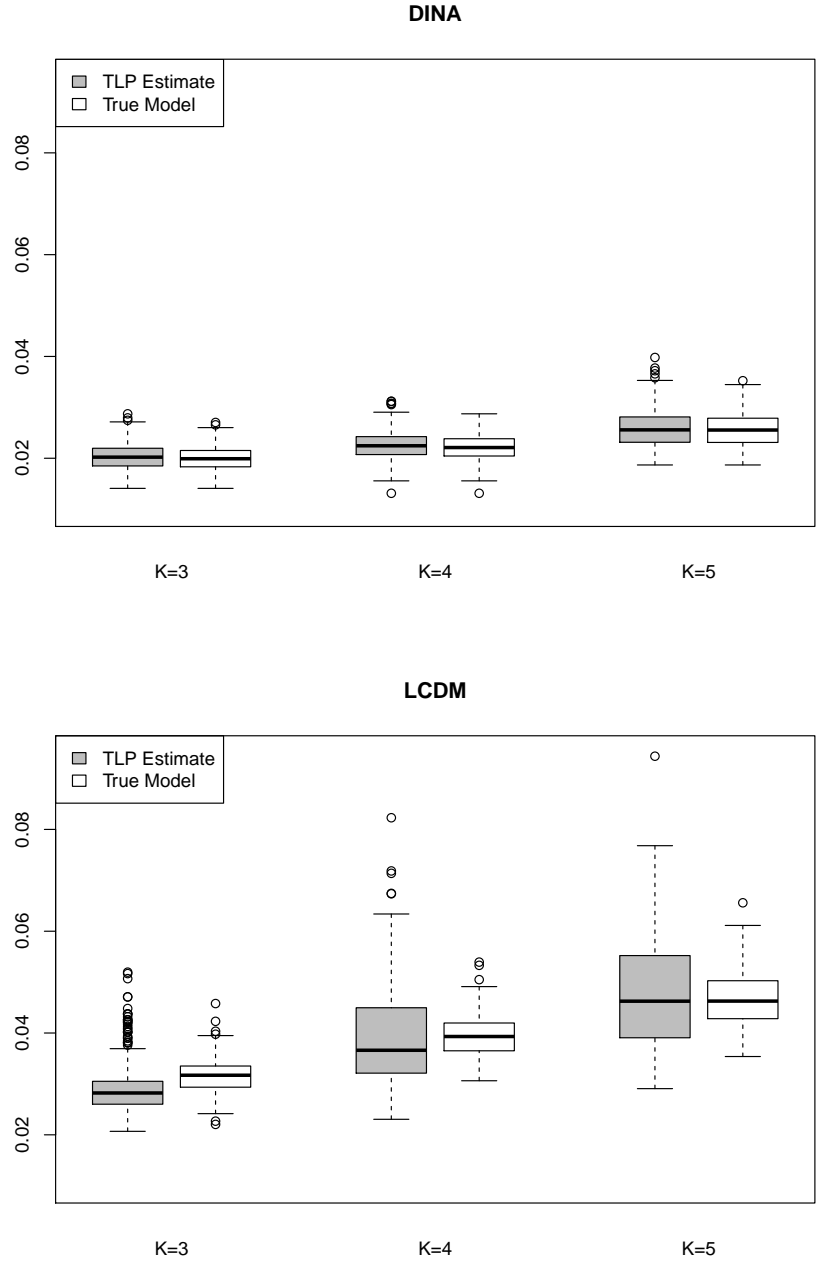 DINA
TLP Estimate
True Model
0.08
0.06
0.04
0.02
K=3 K=4 K=5
LCDM
TLP Estimate
True Model
0.08
0.06
0.04
0.02
K=3 K=4 K=5